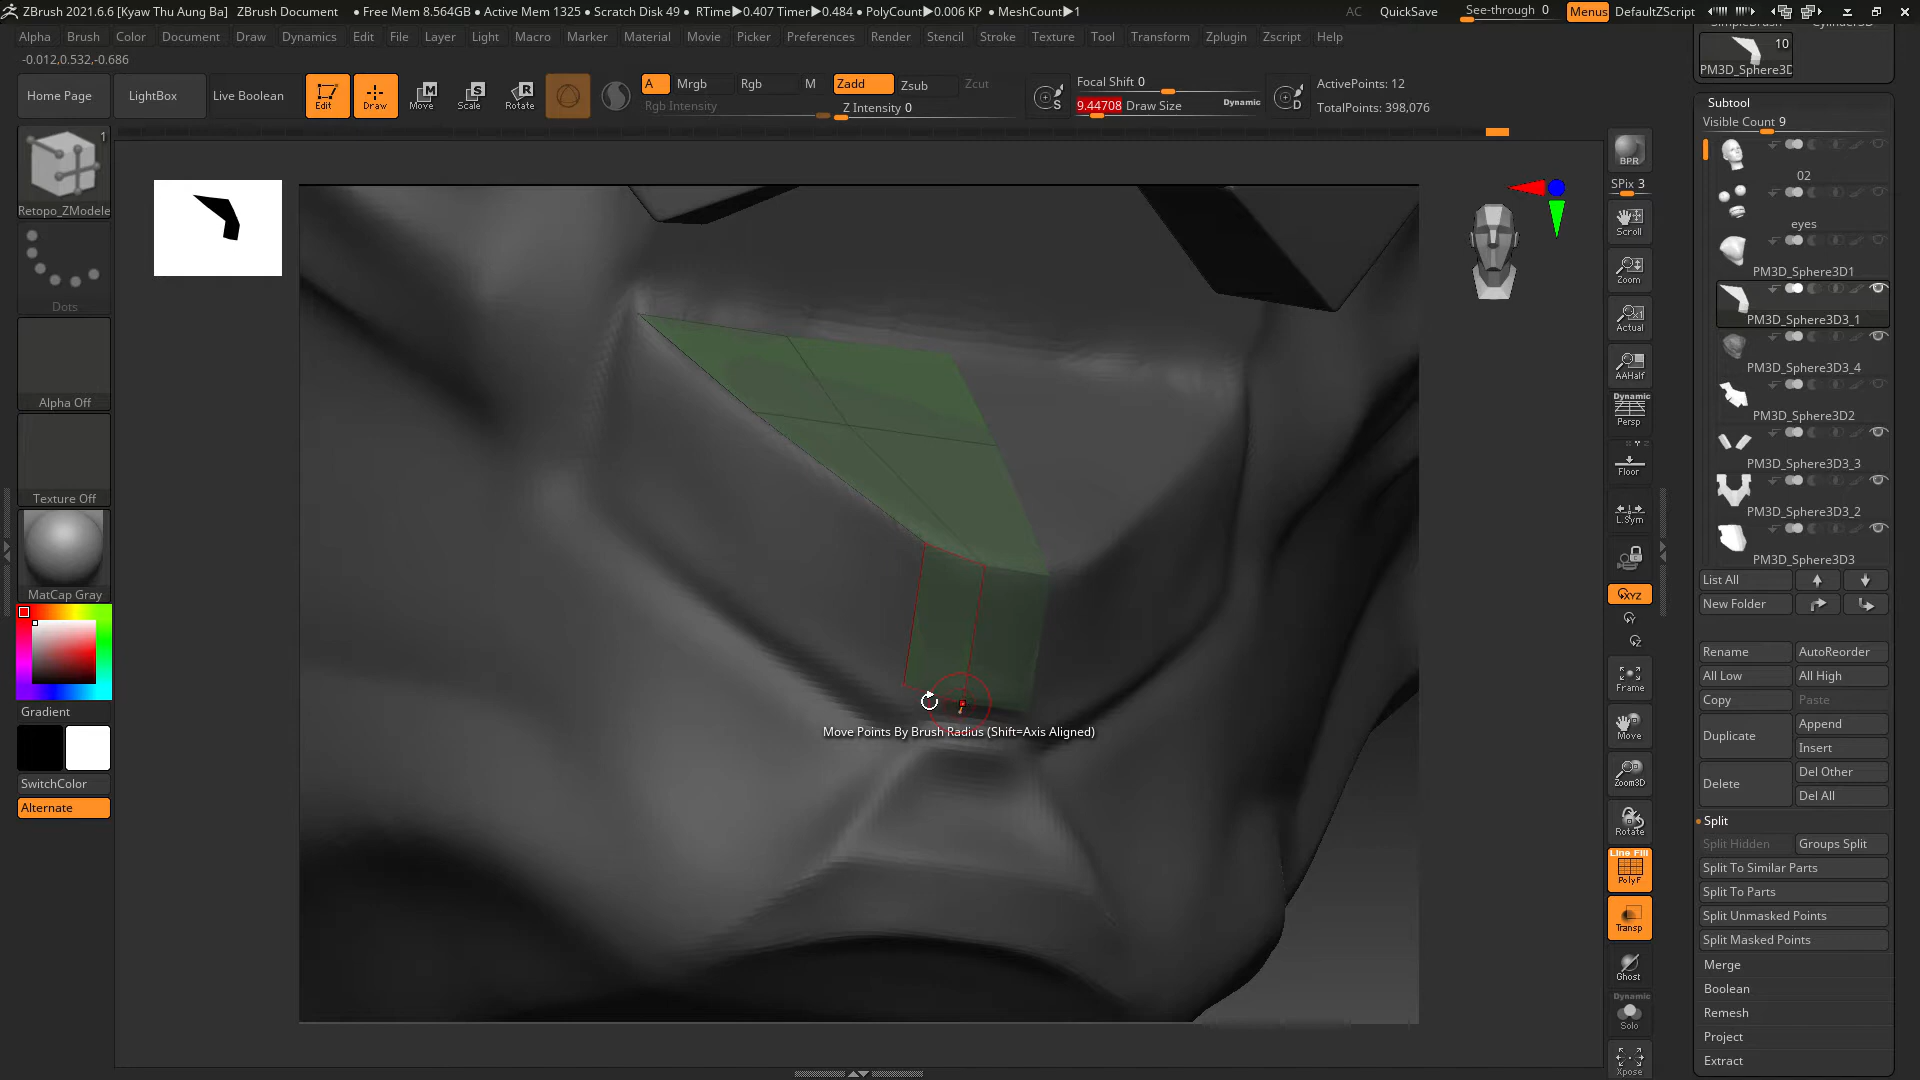 ZBrush 2021.6.6 [Kyaw Thu Aung Ba] ZBrush Document • Free Mem 8.564GB • Active Mem 1325 • Scratch Disk 49 • RTime▶0.407 Timer▶0.484 • PolyCount▶0.006 KP • MeshCount▶1 AC QuickSave See-through 0 Menus DefaultZScript
Alpha Brush Color Document Draw Dynamics Edit File Layer Light Macro Marker Material Movie Picker Preferences Render Stencil Stroke Texture Tool Transform Zplugin Zscript Help
-0.012,0.532,-0.686
Home Page LightBox Live Boolean Edit Draw Move Scale Rotate
A Mrgb Rgb M Zadd Zsub Zcut
Rgb Intensity Z Intensity 0
Focal Shift 0
9.44708 Draw Size Dynamic
ActivePoints: 12
TotalPoints: 398,076
1
Retopo_ZModele
Dots
Alpha Off
Texture Off
MatCap Gray
Gradient
SwitchColor
Alternate
Move Points By Brush Radius (Shift=Axis Aligned)
BPR
SPix 3
Scroll
Zoom
Actual
AAHalf
Dynamic
Persp
Floor
L.Sym
XYZ
Frame
Move
Zoom3D
Rotate
Line Fill
PolyF
Transp
Ghost
Dynamic
Solo
Xpose
10
PM3D_Sphere3D
Subtool
Visible Count 9
02
eyes
PM3D_Sphere3D1
PM3D_Sphere3D3_1
PM3D_Sphere3D3_4
PM3D_Sphere3D2
PM3D_Sphere3D3_3
PM3D_Sphere3D3_2
PM3D_Sphere3D3
List All
New Folder
Rename AutoReorder
All Low All High
Copy Paste
Duplicate Append
Insert
Delete Del Other
Del All
Split
Split Hidden Groups Split
Split To Similar Parts
Split To Parts
Split Unmasked Points
Split Masked Points
Merge
Boolean
Remesh
Project
Extract